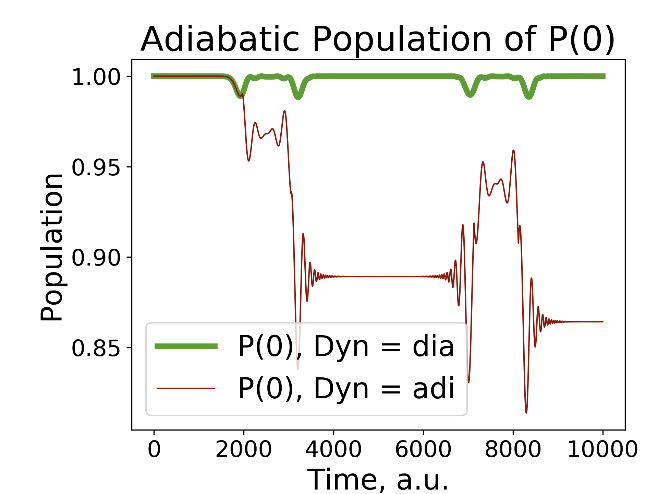 Adiabatic Population of P(0)
Population
1.00
0.95
0.90
0.85
P(0), Dyn = dia
P(0), Dyn = adi
0 2000 4000 6000 8000 10000
Time, a.u.